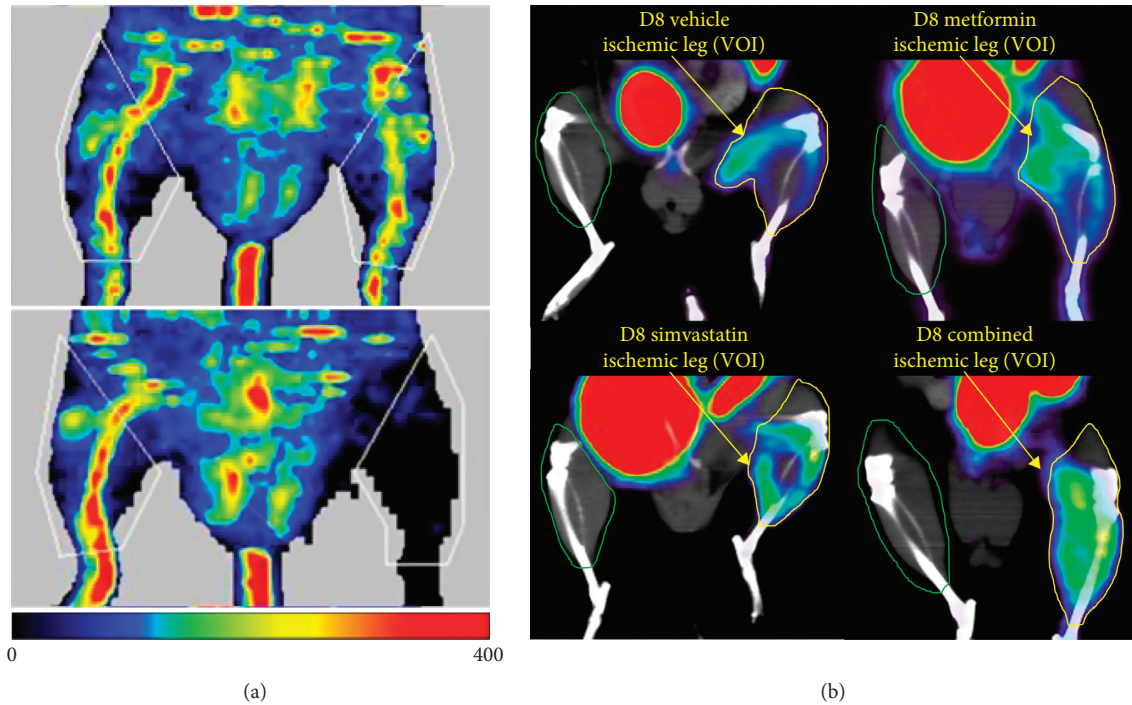 D8 vehicle
ischemic leg (VOI)
D8 metformin
ischemic leg (VOI)
D8 simvastatin
ischemic leg (VOI)
D8 combined
ischemic leg (VOI)
0
400
(a)
(b)